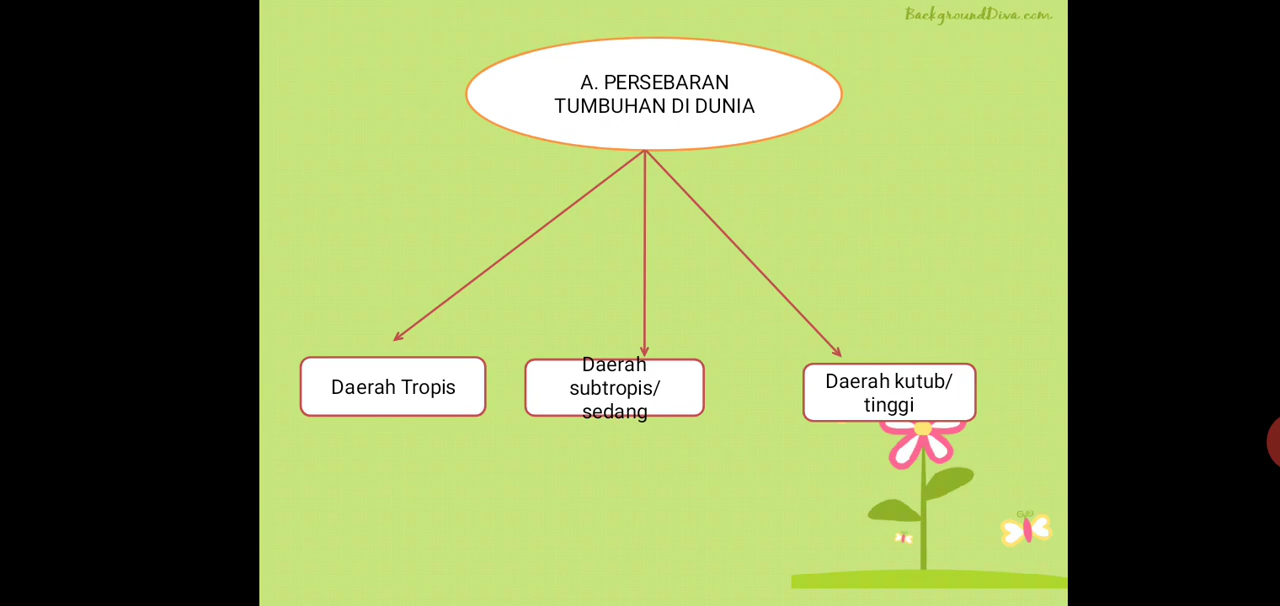 BackgroundDiva.com
A. PERSEBARAN
TUMBUHAN DI DUNIA
Daerah Tropis
Daerah
subtropis/
sedang
Daerah kutub/
tinggi